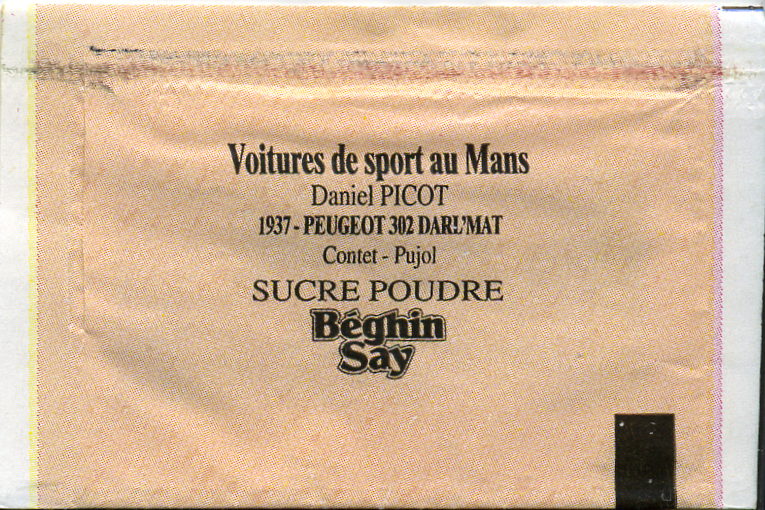 Voitures de sport au Mans
Daniel PICOT
1937 - PEUGEOT 302 DARL'MAT
Contet - Pujol
SUCRE POUDRE
Béghin
Say